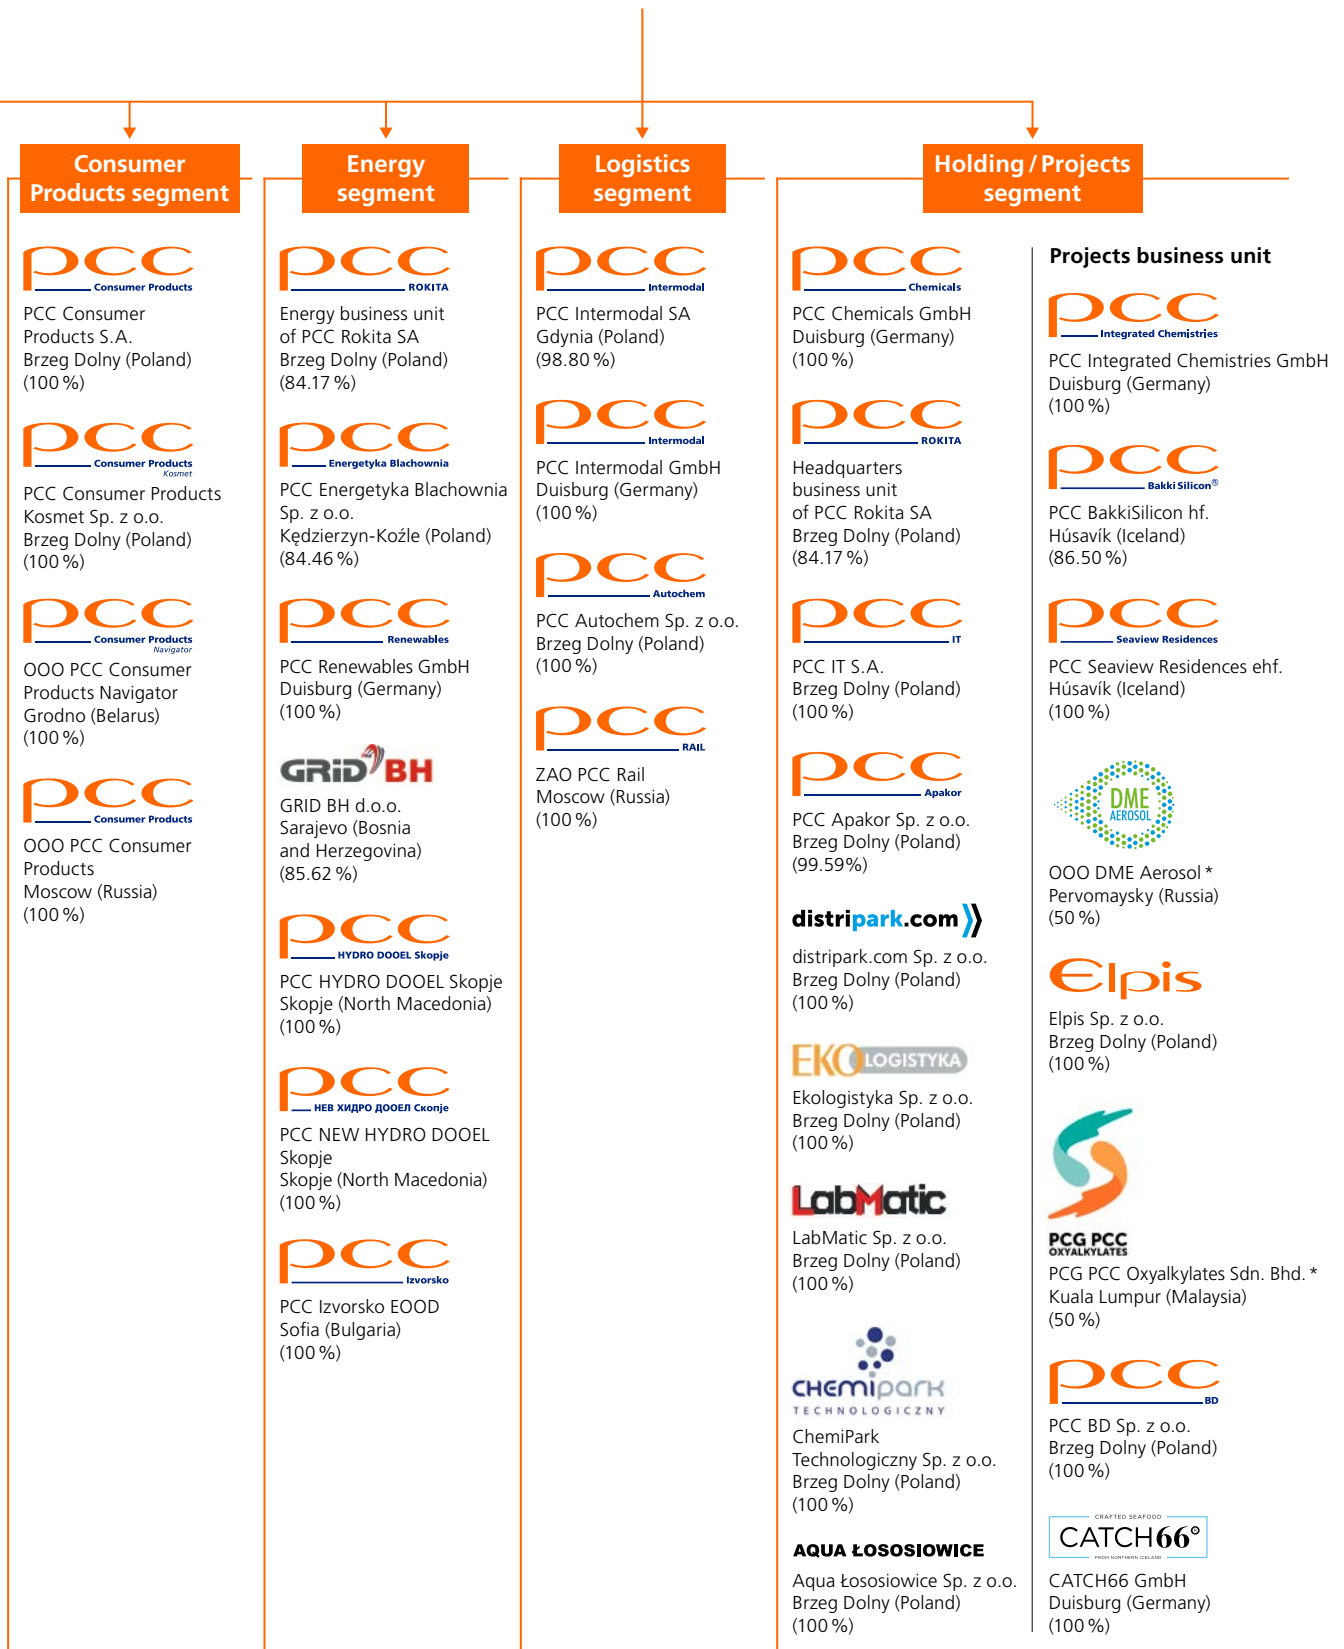 Consumer
Products segment
pcc
Consumer Products
PCC Consumer
Products S.A.
Brzeg Dolny (Poland)
(100 %)
pcc
Consumer Products
Kosmet
PCC Consumer Products
Kosmet Sp. z o.o.
Brzeg Dolny (Poland)
(100 %)
pcc
Consumer Products
Navigator
OOO PCC Consumer
Products Navigator
Grodno (Belarus)
(100 %)
pcc
Consumer Products
OOO PCC Consumer
Products
Moscow (Russia)
(100 %)
Energy
segment
pcc
ROKITA
Energy business unit
of PCC Rokita SA
Brzeg Dolny (Poland)
(84.17 %)
pcc
Energetyka Blachownia
PCC Energetyka Blachownia
Sp. z o.o.
Kędzierzyn-Koźle (Poland)
(84.46 %)
pcc
Renewables
PCC Renewables GmbH
Duisburg (Germany)
(100 %)
GRiD BH
GRID BH d.o.o.
Sarajevo (Bosnia
and Herzegovina)
(85.62 %)
pcc
HYDRO DOOEL Skopje
PCC HYDRO DOOEL Skopje
Skopje (North Macedonia)
(100 %)
pcc
НЕВ ХИДРО ДООЕЛ Скопје
PCC NEW HYDRO DOOEL
Skopje
Skopje (North Macedonia)
(100 %)
pcc
Izvorsko
PCC Izvorsko EOOD
Sofia (Bulgaria)
(100 %)
Logistics
segment
pcc
Intermodal
PCC Intermodal SA
Gdynia (Poland)
(98.80 %)
pcc
Intermodal
PCC Intermodal GmbH
Duisburg (Germany)
(100 %)
pcc
Autochem
PCC Autochem Sp. z o.o.
Brzeg Dolny (Poland)
(100 %)
pcc
RAIL
ZAO PCC Rail
Moscow (Russia)
(100 %)
Holding / Projects
segment
pcc
Chemicals
PCC Chemicals GmbH
Duisburg (Germany)
(100 %)
pcc
ROKITA
Headquarters
business unit
of PCC Rokita SA
Brzeg Dolny (Poland)
(84.17 %)
pcc
IT
PCC IT S.A.
Brzeg Dolny (Poland)
(100 %)
pcc
Apakor
PCC Apakor Sp. z o.o.
Brzeg Dolny (Poland)
(99.59%)
distripark.com
distripark.com Sp. z o.o.
Brzeg Dolny (Poland)
(100 %)
EKO LOGISTYKA
Ekologistyka Sp. z o.o.
Brzeg Dolny (Poland)
(100 %)
LabMatic
LabMatic Sp. z o.o.
Brzeg Dolny (Poland)
(100 %)
CHEMIPARK
TECHNOLOGICZNY
ChemiPark
Technologiczny Sp. z o.o.
Brzeg Dolny (Poland)
(100 %)
AQUA ŁOSOSIOWICE
Aqua Łososiowice Sp. z o.o.
Brzeg Dolny (Poland)
(100 %)
Projects business unit
pcc
Integrated Chemistries
PCC Integrated Chemistries GmbH
Duisburg (Germany)
(100 %)
pcc
Bakki Silicon®
PCC BakkiSilicon hf.
Húsavík (Iceland)
(86.50 %)
pcc
Seaview Residences
PCC Seaview Residences ehf.
Húsavík (Iceland)
(100 %)
DME
AEROSOL
OOO DME Aerosol *
Pervomaysky (Russia)
(50 %)
Elpis
Elpis Sp. z o.o.
Brzeg Dolny (Poland)
(100 %)
PCG PCC
OXYALKYLATES
PCG PCC Oxyalkylates Sdn. Bhd. *
Kuala Lumpur (Malaysia)
(50 %)
pcc
BD
PCC BD Sp. z o.o.
Brzeg Dolny (Poland)
(100 %)
CRAFTED SEAFOOD
CATCH66°
FROM NORTHERN ICELAND
CATCH66 GmbH
Duisburg (Germany)
(100 %)